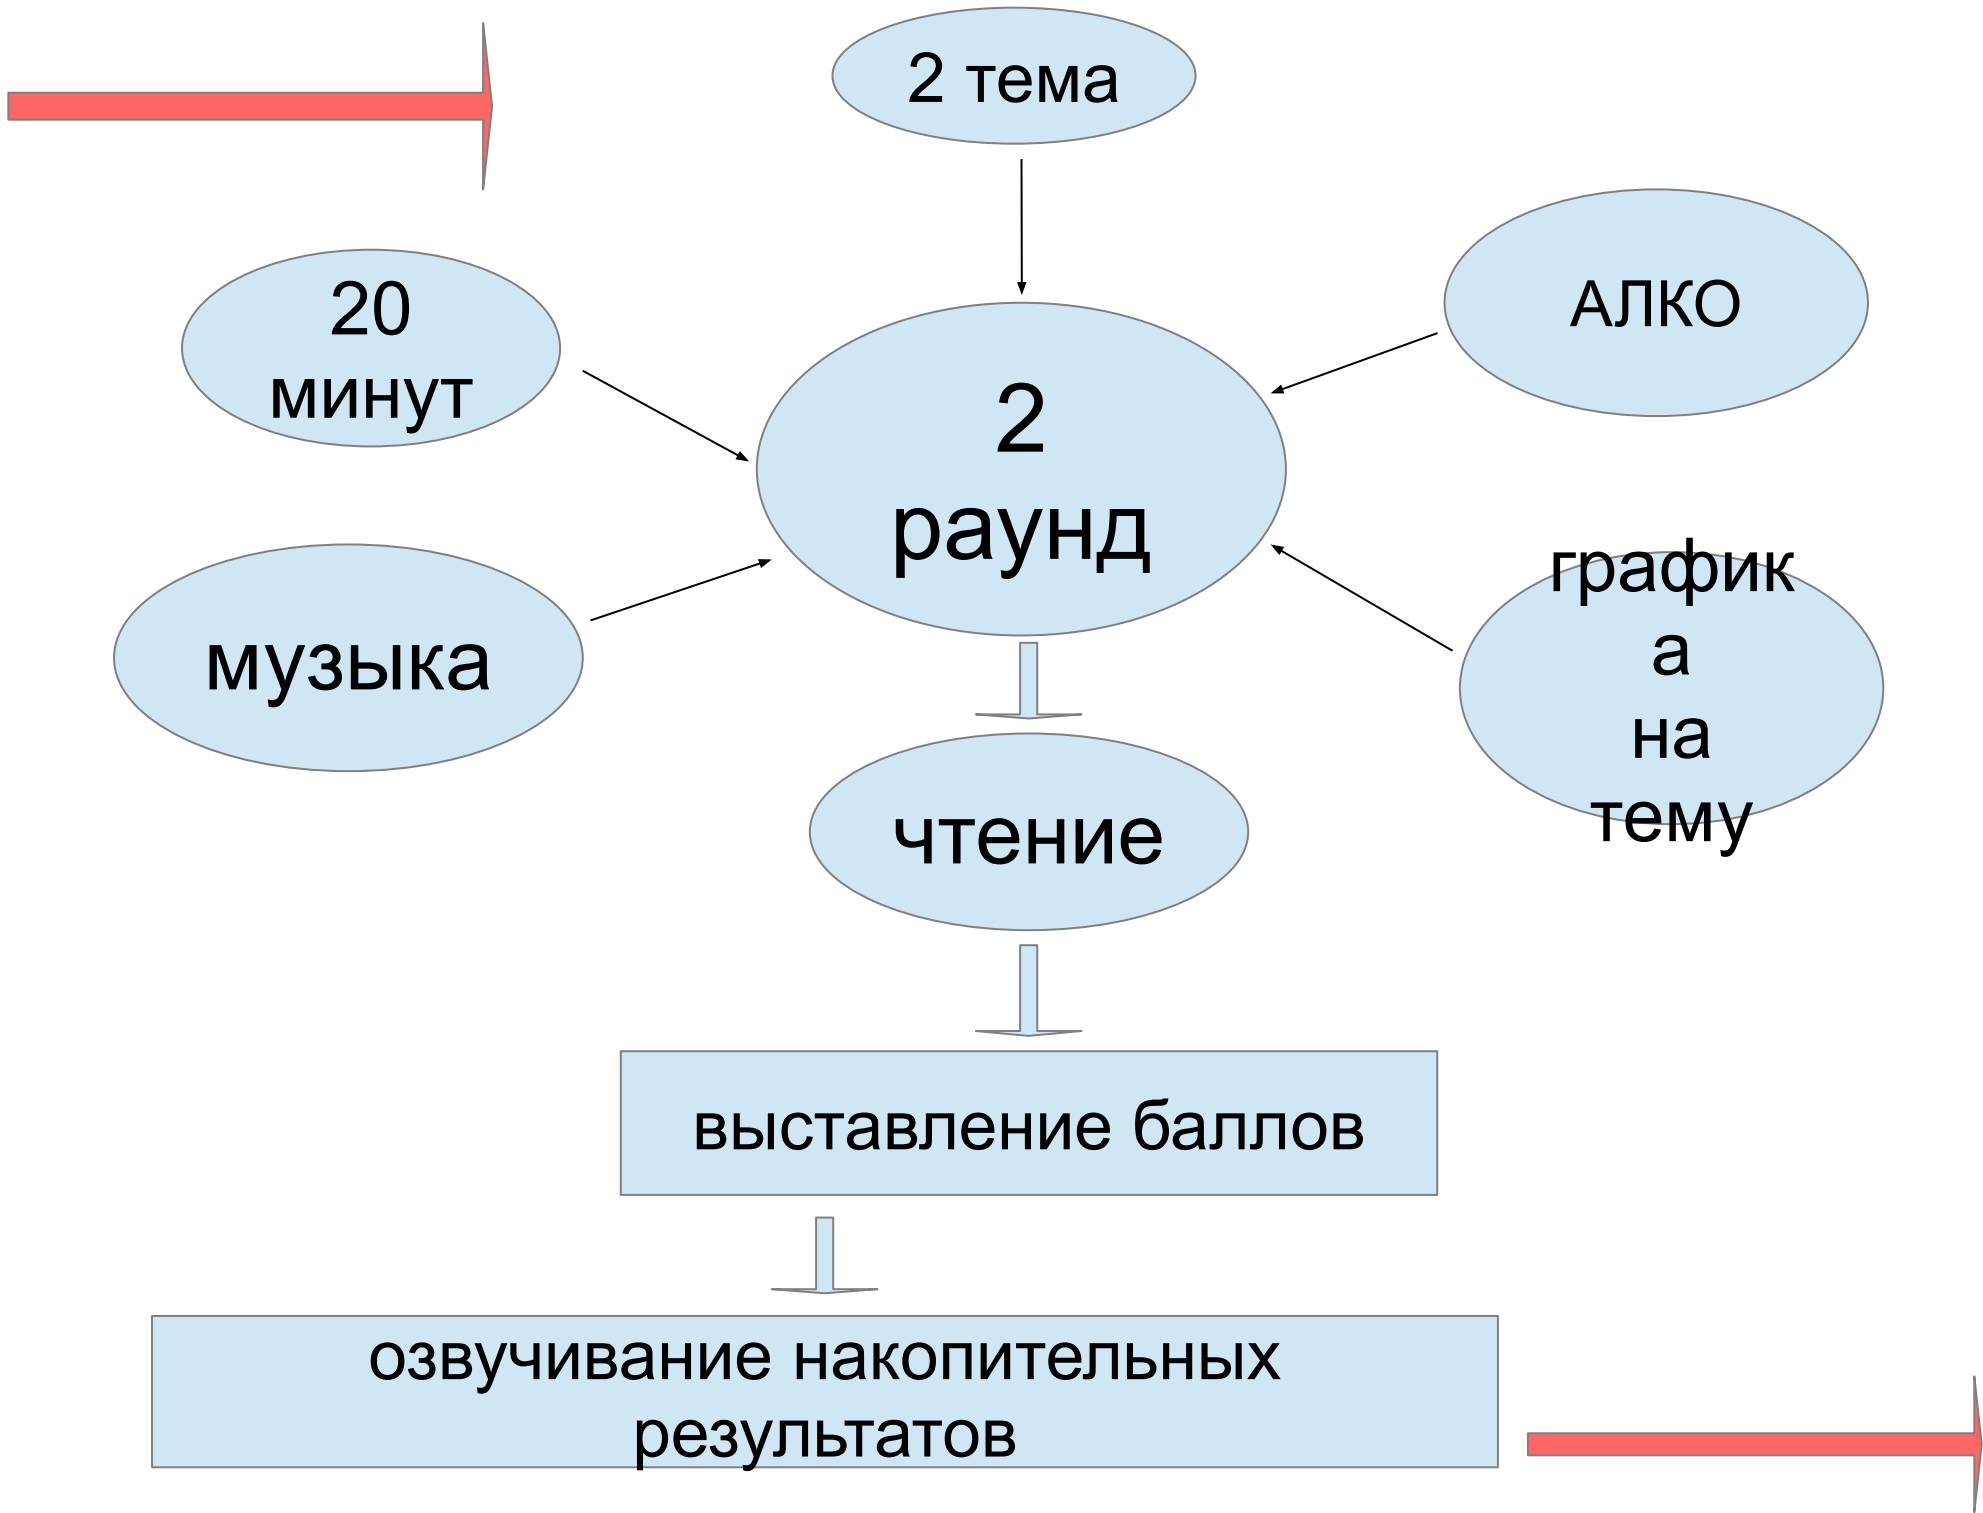 2 тема
АЛКО
20
минут
2
раунд
музыка
график
а
на
тему
чтение
выставление баллов
озвучивание накопительных
результатов